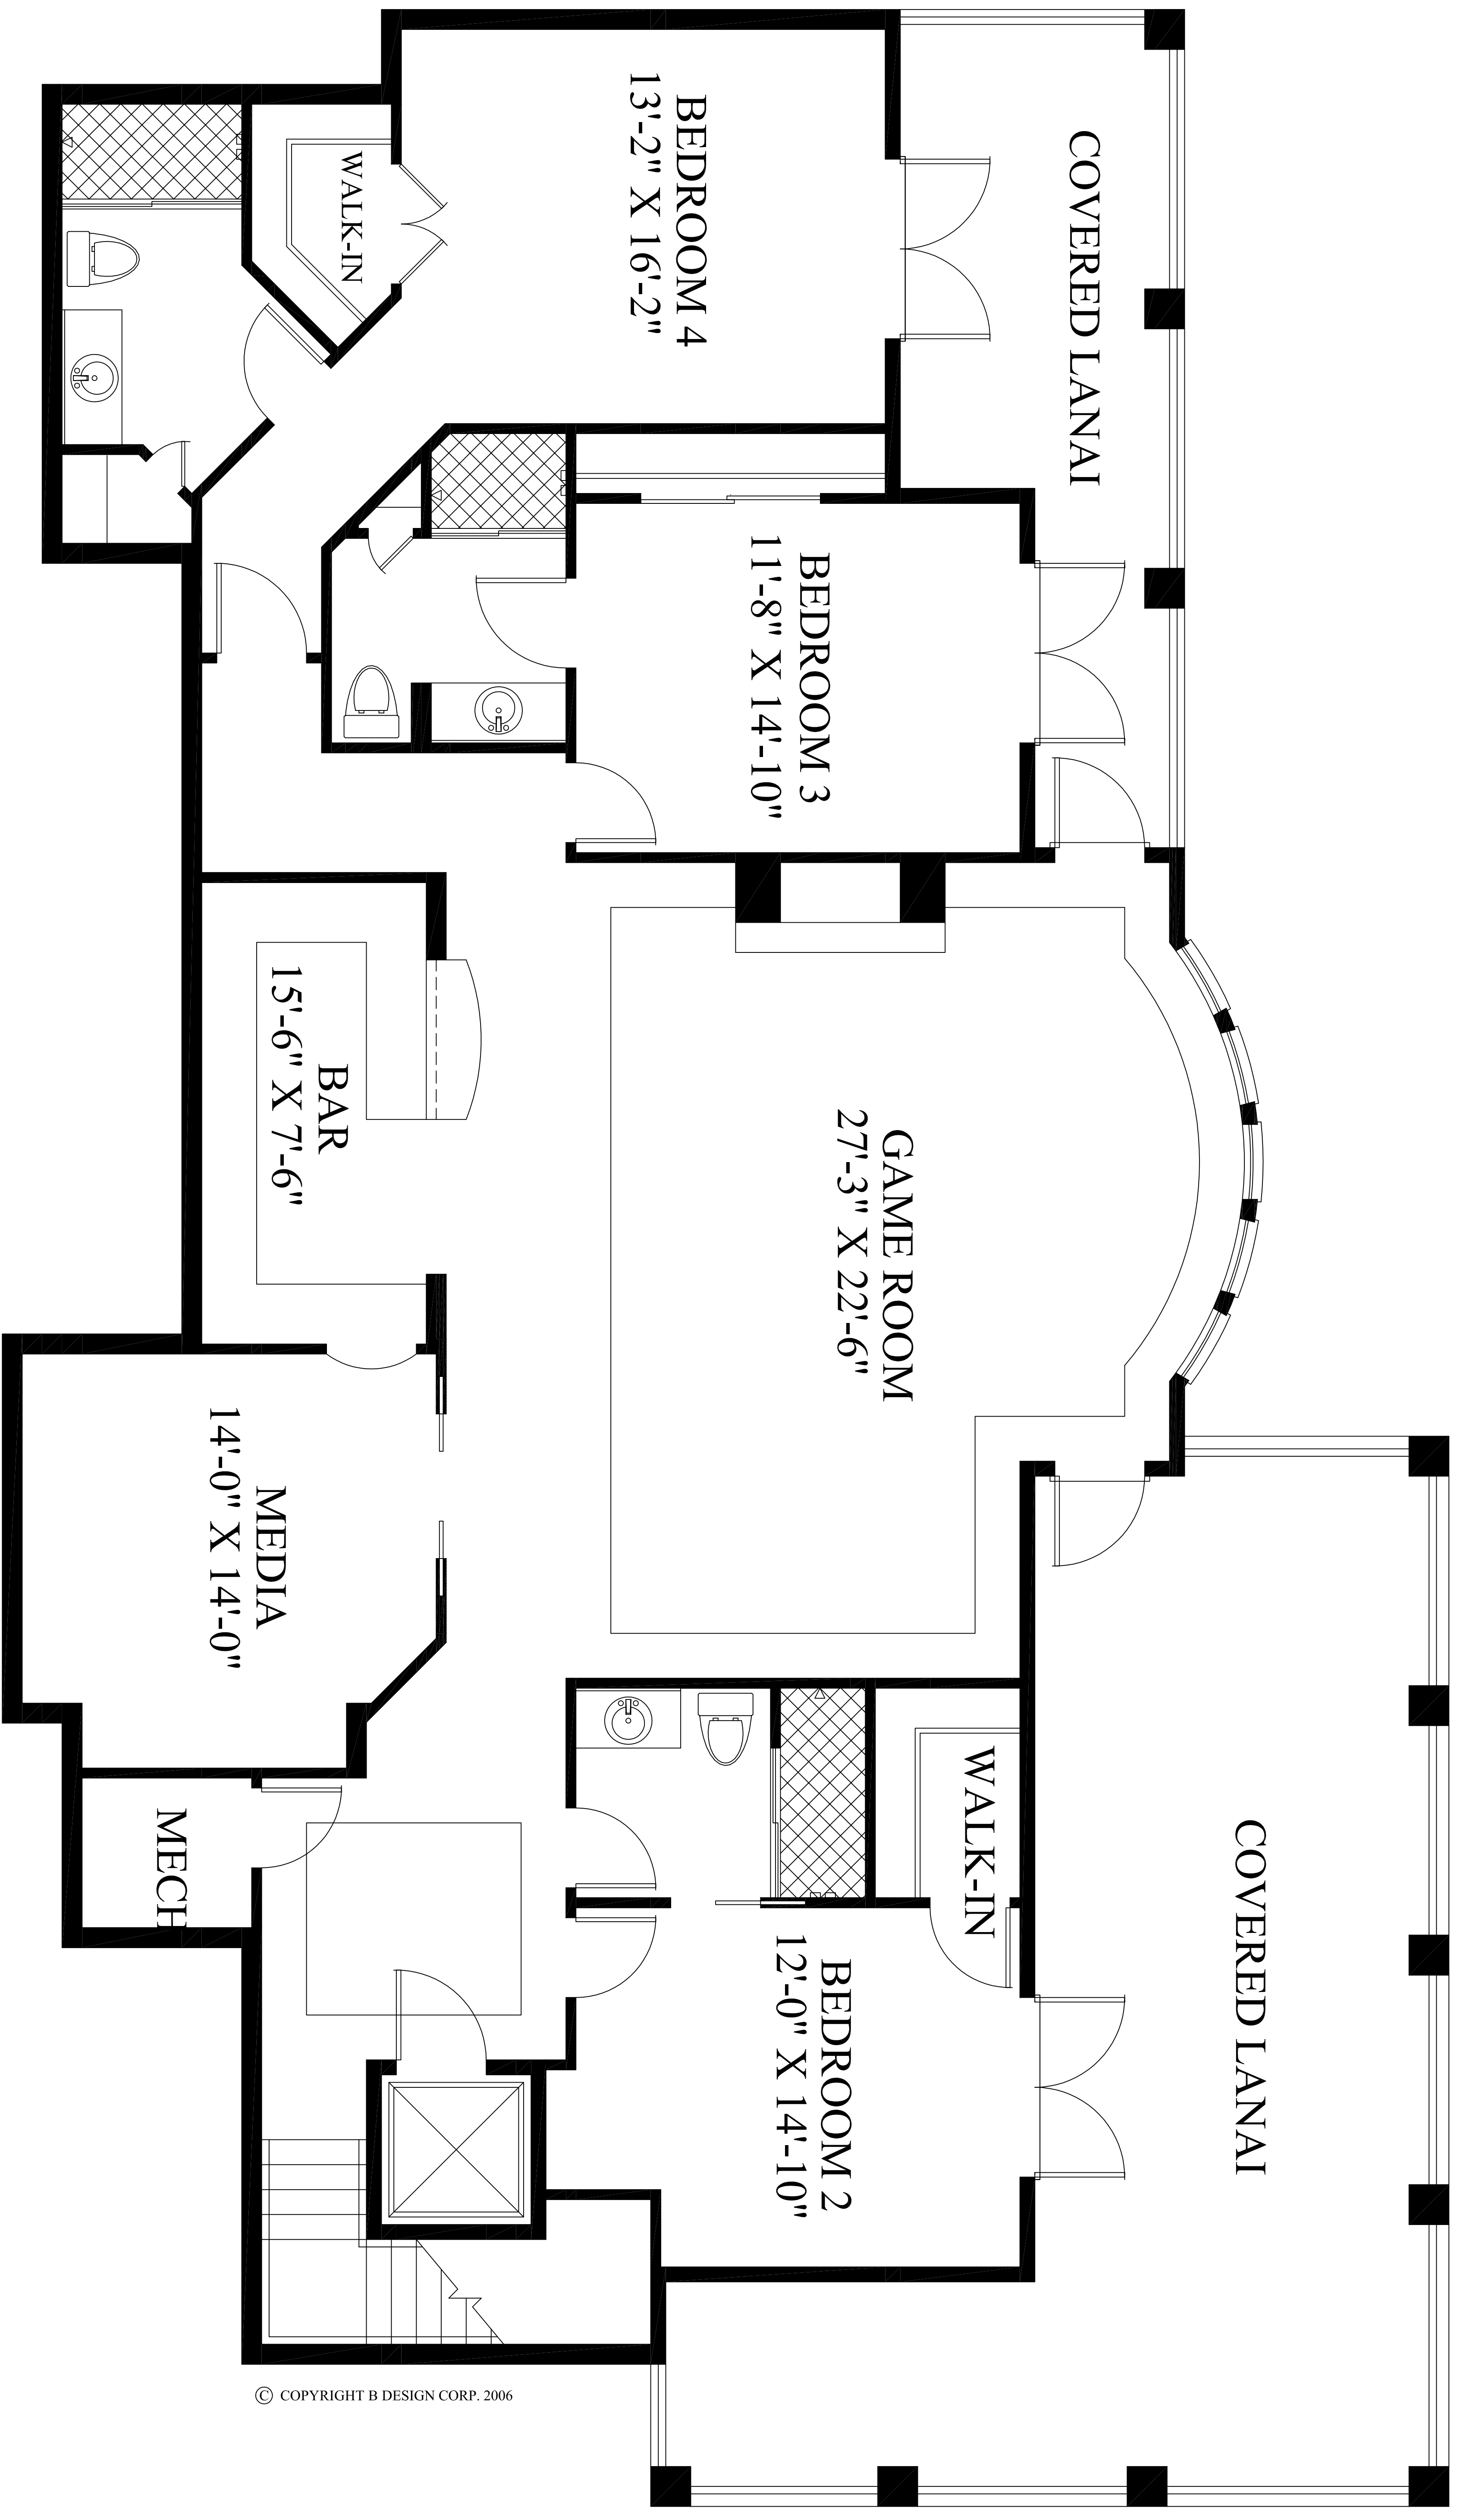 COVERED LANAI
BEDROOM 4
13'-2" X 16'-2"
WALK-IN
BEDROOM 3
11'-8" X 14'-10"
GAME ROOM
27'-3" X 22'-6"
BAR
15'-6" X 7'-6"
MEDIA
14'-0" X 14'-0"
COVERED LANAI
WALK-IN
BEDROOM 2
12'-0" X 14'-10"
MECH
© COPYRIGHT B DESIGN CORP. 2006